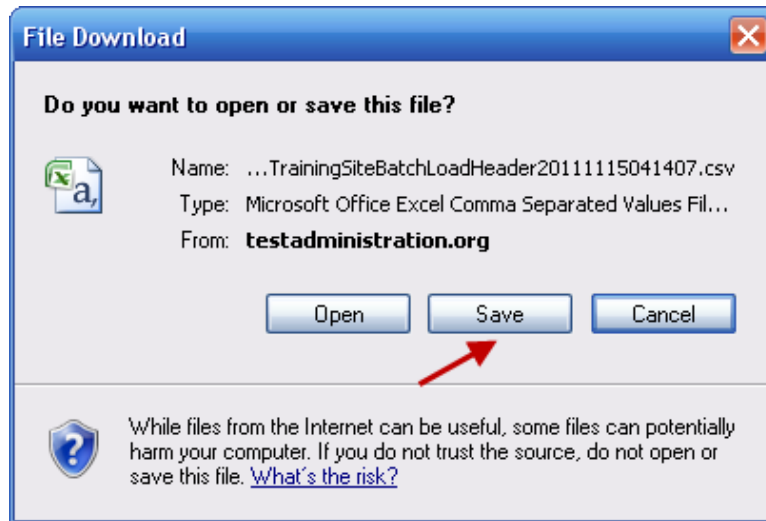 File Download
Do you want to open or save this file?
Name: ...TrainingSiteBatchLoadHeader20111115041407.csv
Type: Microsoft Office Excel Comma Separated Values Fil...
From: testadministration.org
Open Save Cancel
While files from the Internet can be useful, some files can potentially
harm your computer. If you do not trust the source, do not open or
save this file. What's the risk?